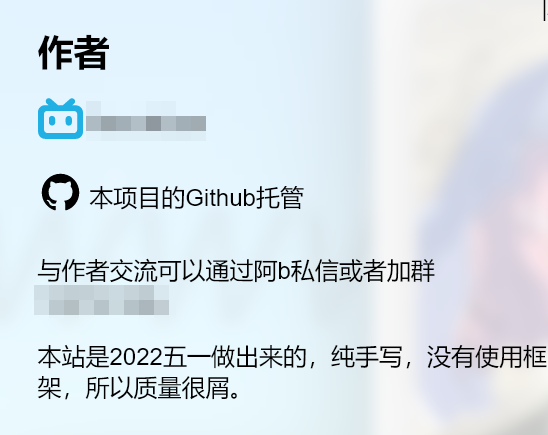 作者
本项目的Github托管
与作者交流可以通过阿b私信或者加群
本站是2022五一做出来的，纯手写，没有使用框
架，所以质量很屑。